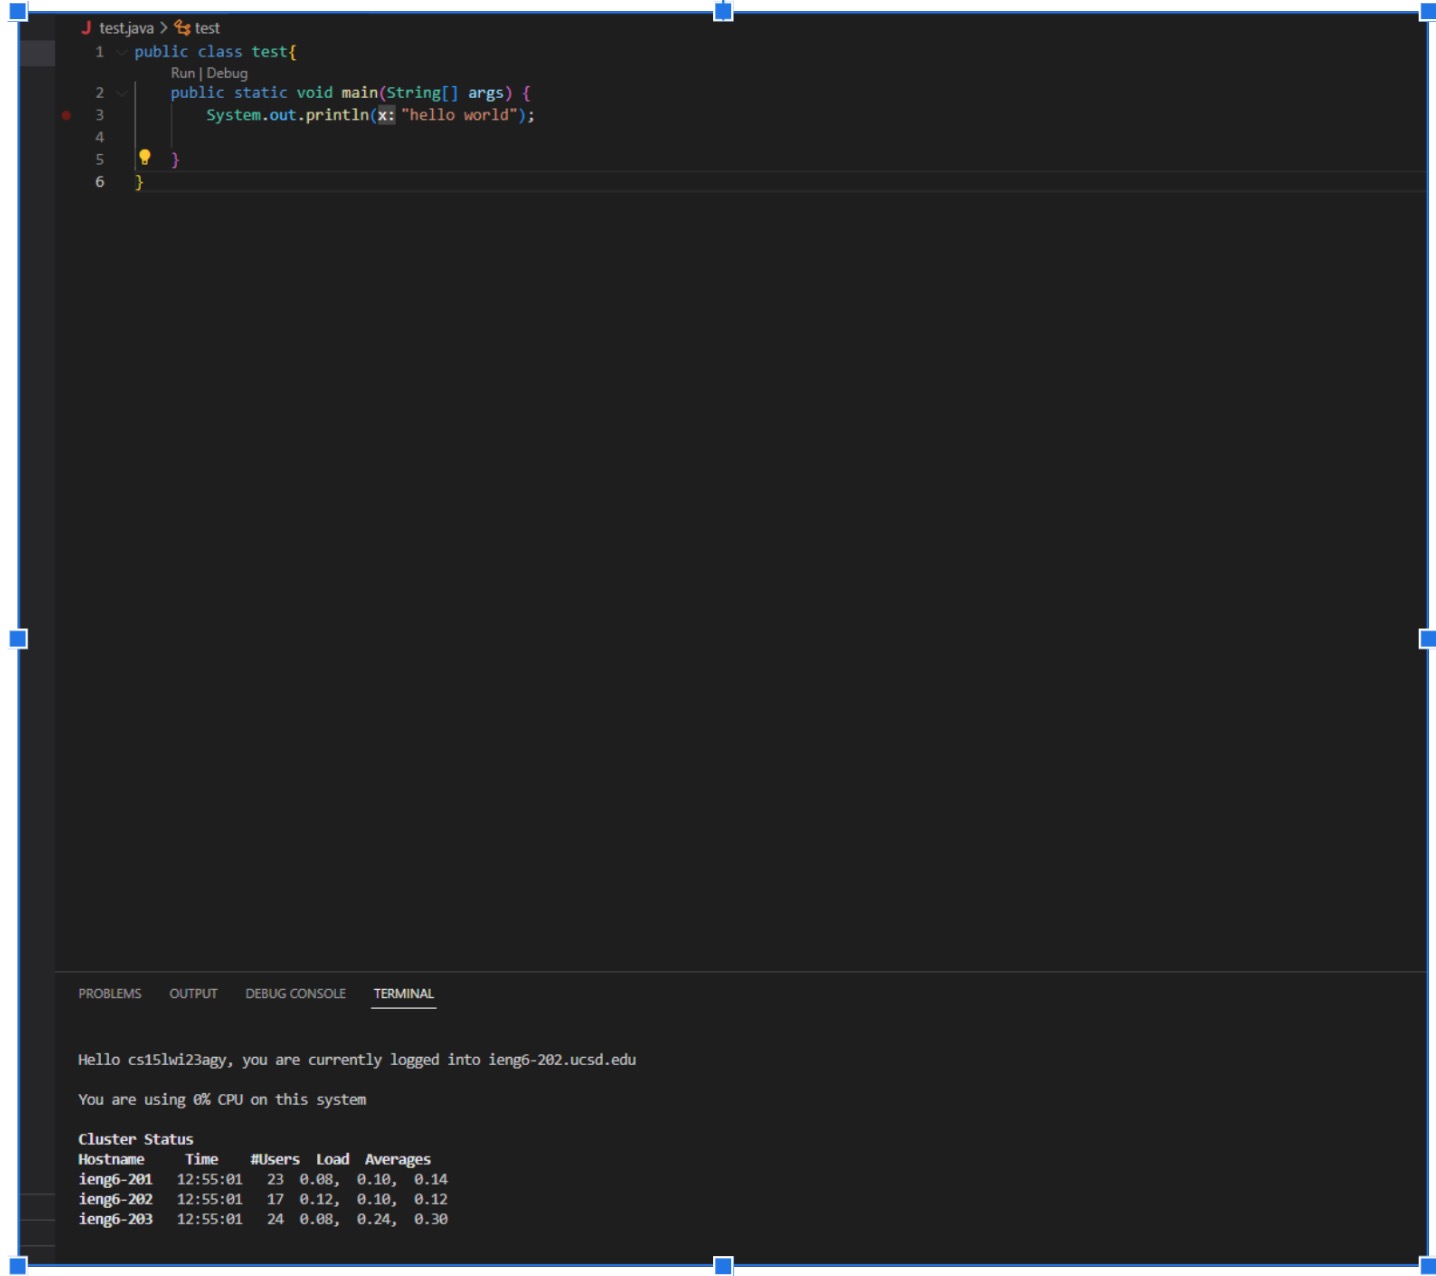 test.java > test
1 public class test{
Run | Debug
2 public static void main(String[] args) {
3 System.out.println(x: "hello world");
4
5 }
6 }
PROBLEMS OUTPUT DEBUG CONSOLE TERMINAL
Hello cs15lwi23agy, you are currently logged into ieng6-202.ucsd.edu
You are using 0% CPU on this system
Cluster Status
Hostname Time #Users Load Averages
ieng6-201 12:55:01 23 0.08, 0.10, 0.14
ieng6-202 12:55:01 17 0.12, 0.10, 0.12
ieng6-203 12:55:01 24 0.08, 0.24, 0.30